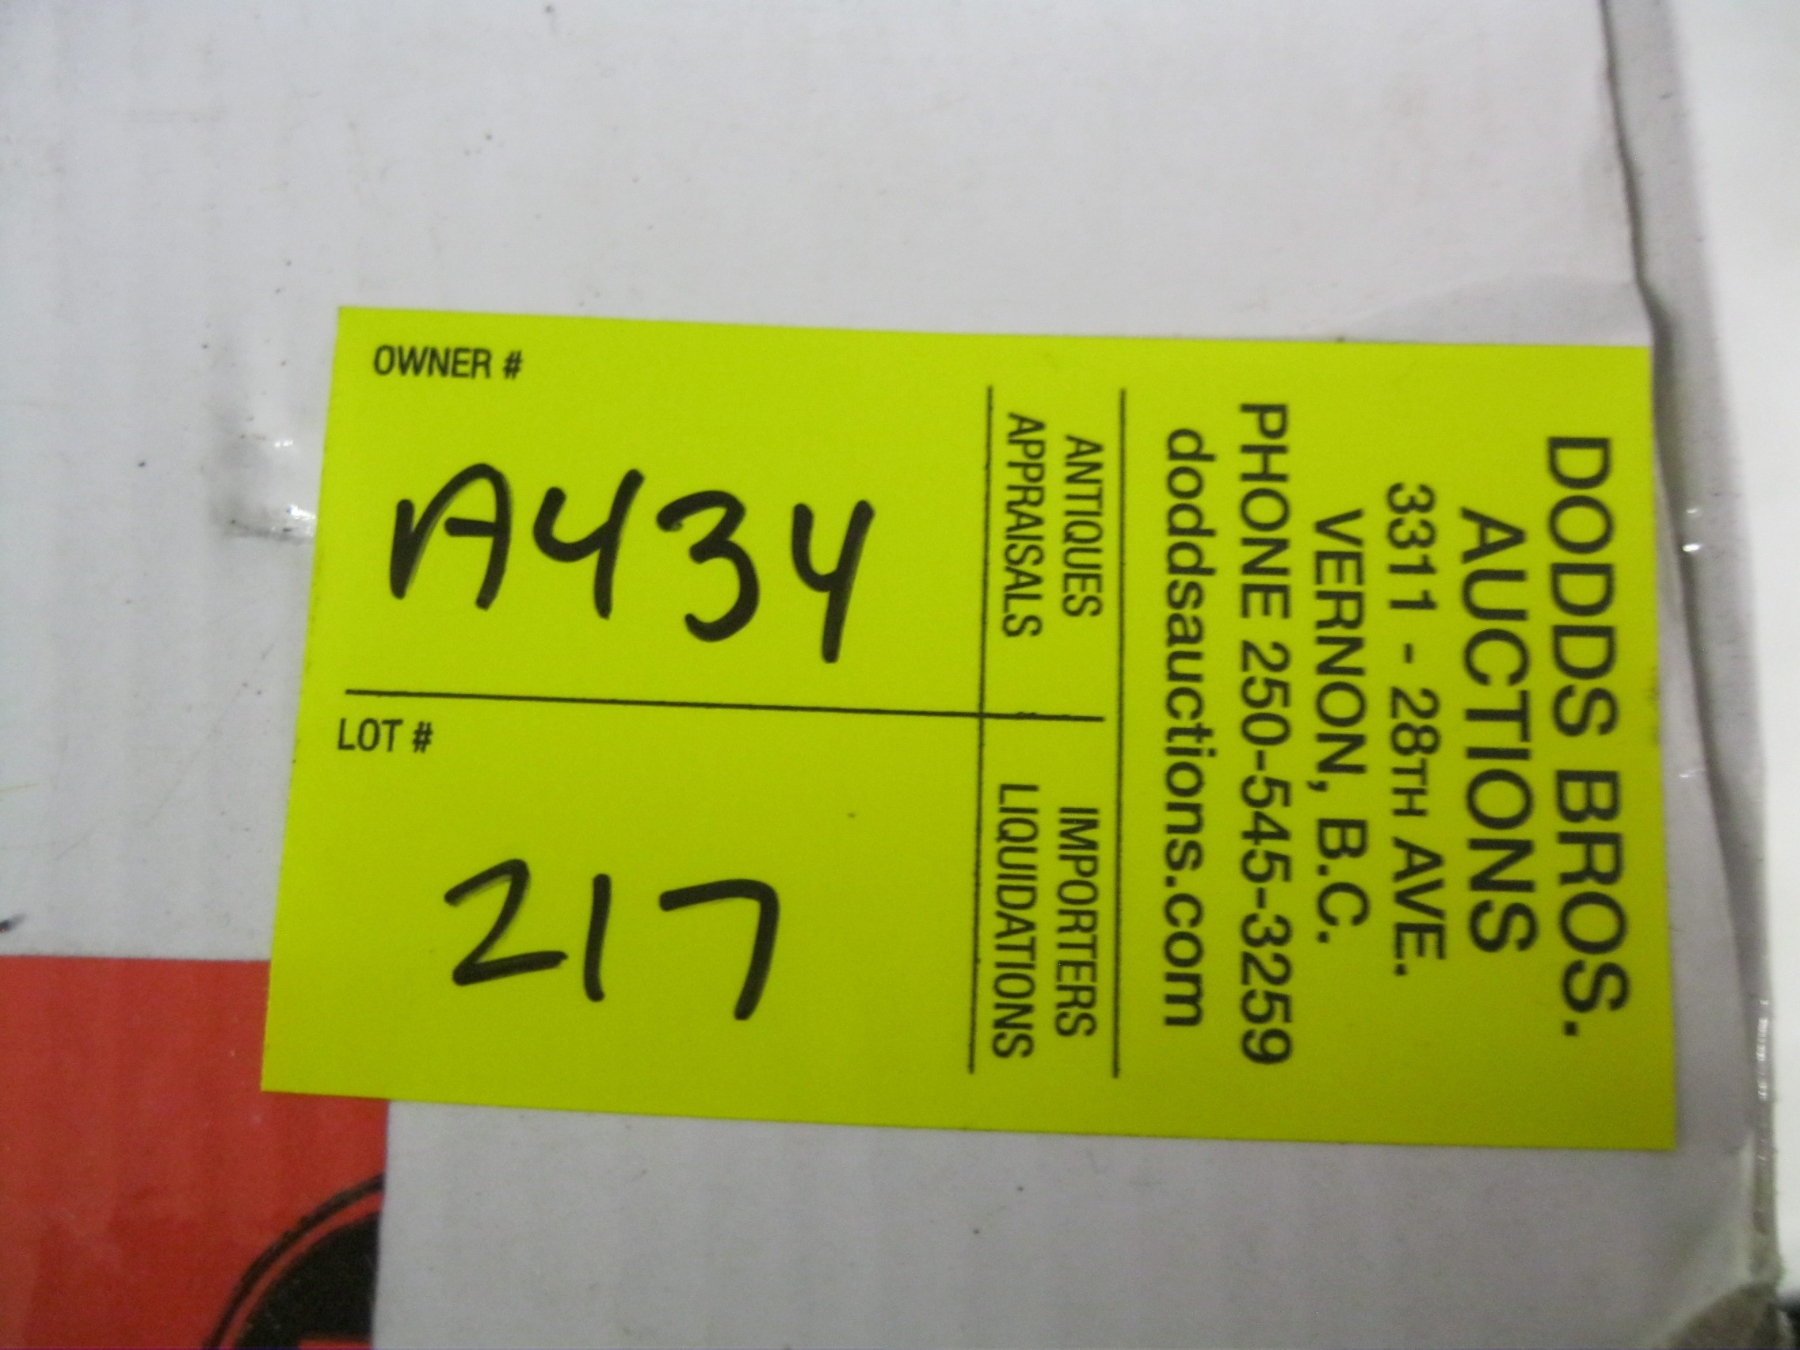 DODDS BROS.
AUCTIONS
3311 - 28TH AVE.
VERNON, B.C.
PHONE 250-545-3259
doddsauctions.com
ANTIQUES
APPRAISALS
IMPORTERS
LIQUIDATIONS
OWNER #
A434
LOT #
217